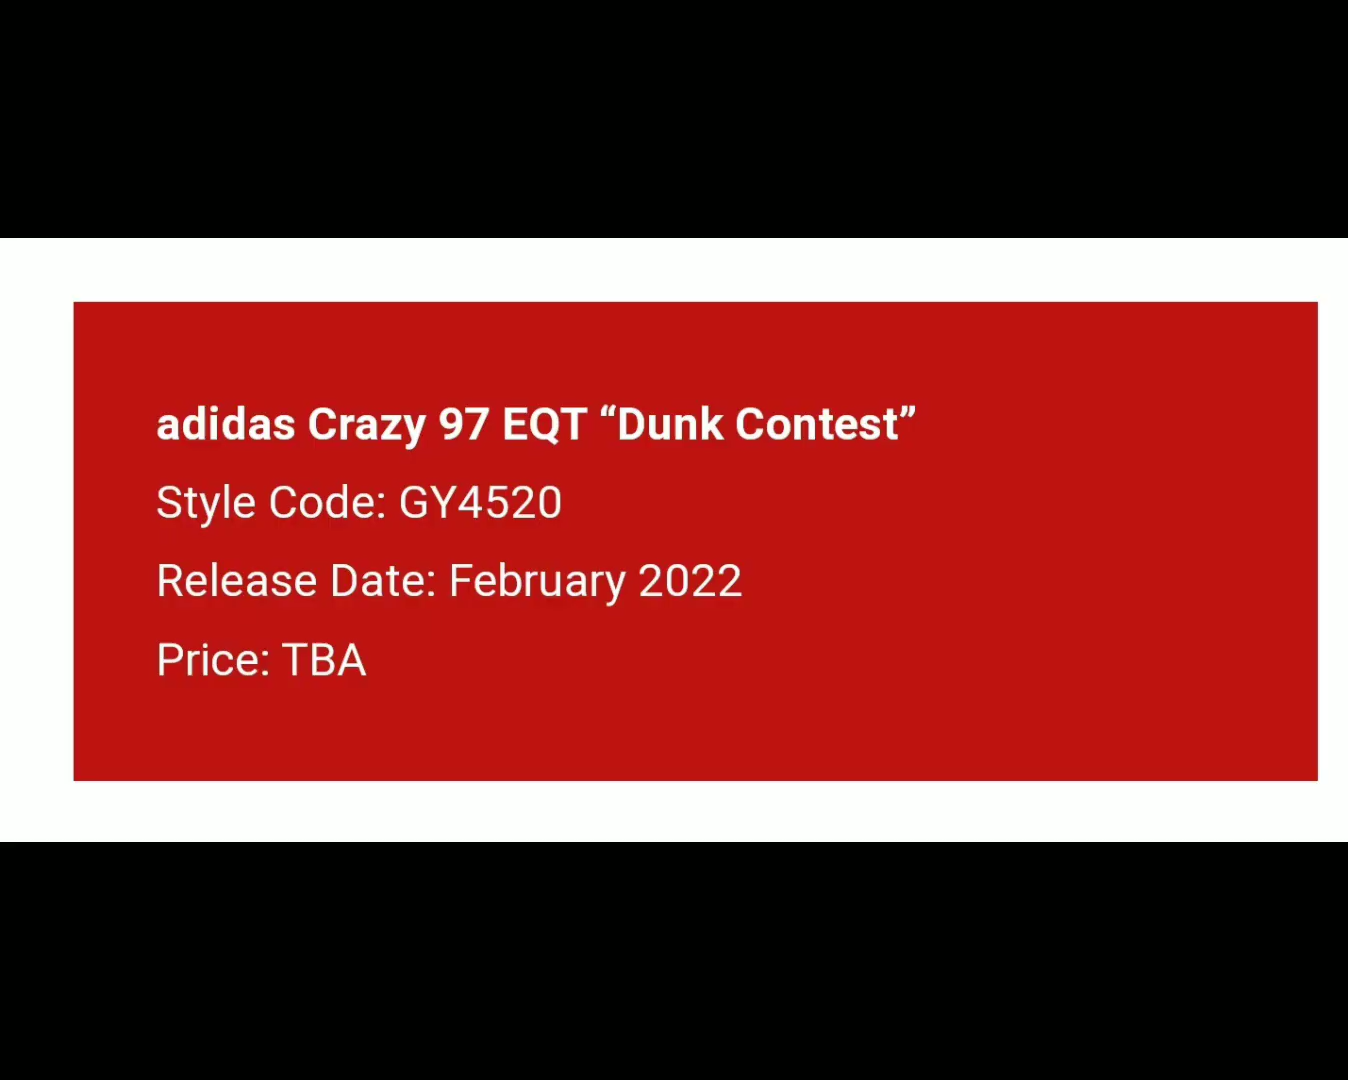 adidas Crazy 97 EQT “Dunk Contest”
Style Code: GY4520
Release Date: February 2022
Price: TBA